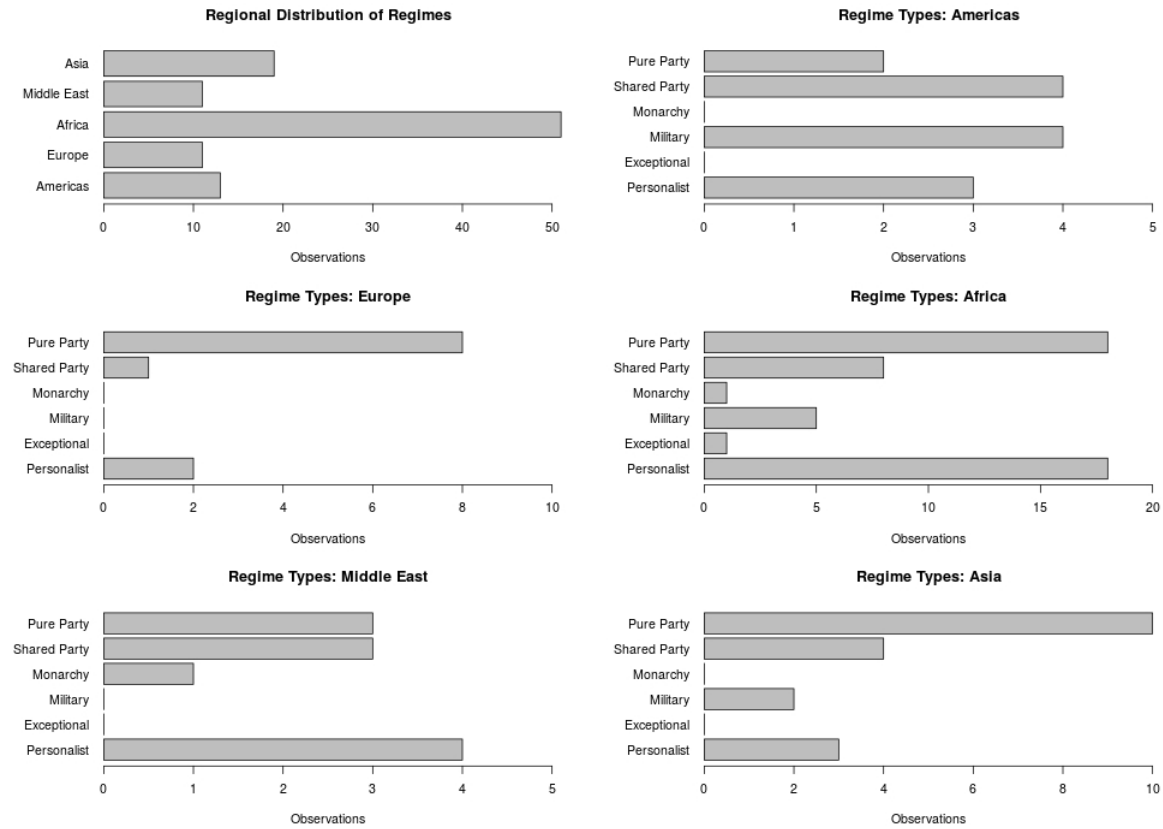 Regional Distribution of Regimes
Asia
Middle East
Africa
Europe
Americas
0 10 20 30 40 50
Observations
Regime Types: Americas
Pure Party
Shared Party
Monarchy
Military
Exceptional
Personalist
0 1 2 3 4 5
Observations
Regime Types: Europe
Pure Party
Shared Party
Monarchy
Military
Exceptional
Personalist
0 2 4 6 8 10
Observations
Regime Types: Africa
Pure Party
Shared Party
Monarchy
Military
Exceptional
Personalist
0 5 10 15 20
Observations
Regime Types: Middle East
Pure Party
Shared Party
Monarchy
Military
Exceptional
Personalist
0 1 2 3 4 5
Observations
Regime Types: Asia
Pure Party
Shared Party
Monarchy
Military
Exceptional
Personalist
0 2 4 6 8 10
Observations